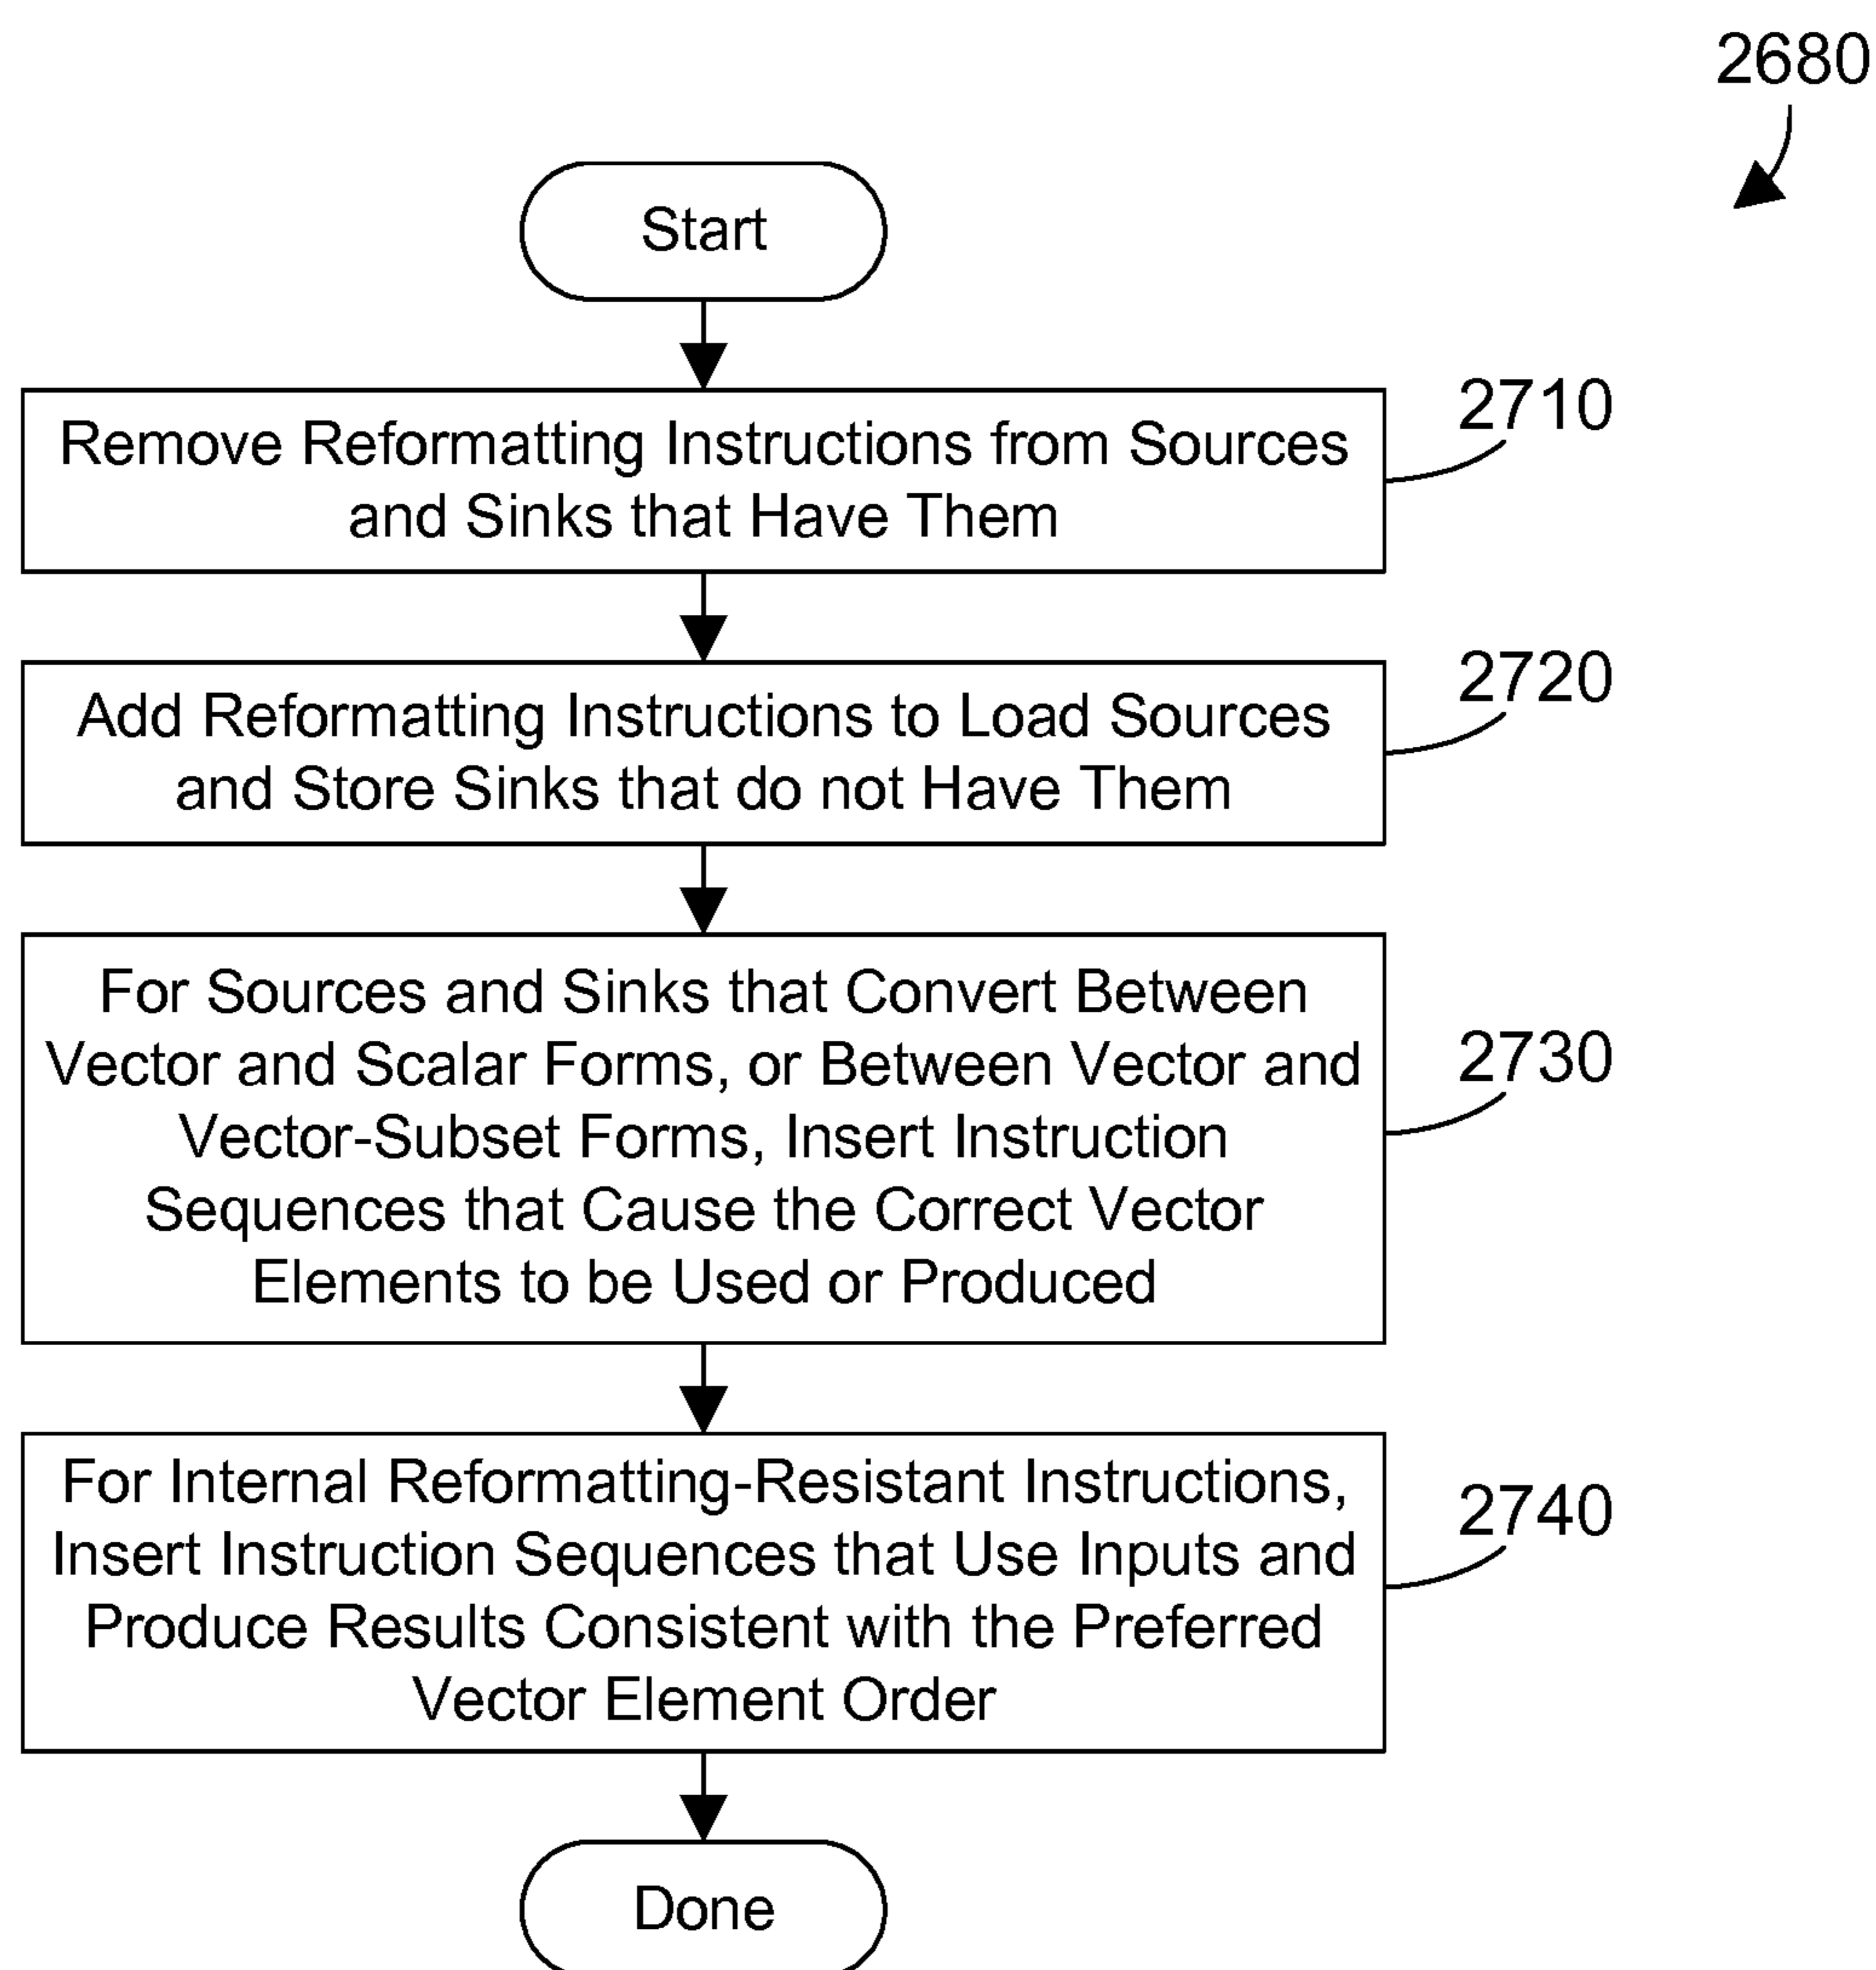 2680
Start
Remove Reformatting Instructions from Sources
and Sinks that Have Them
2710
Add Reformatting Instructions to Load Sources
and Store Sinks that do not Have Them
2720
For Sources and Sinks that Convert Between
Vector and Scalar Forms, or Between Vector and
Vector-Subset Forms, Insert Instruction
Sequences that Cause the Correct Vector
Elements to be Used or Produced
2730
For Internal Reformatting-Resistant Instructions,
Insert Instruction Sequences that Use Inputs and
Produce Results Consistent with the Preferred
Vector Element Order
2740
Done